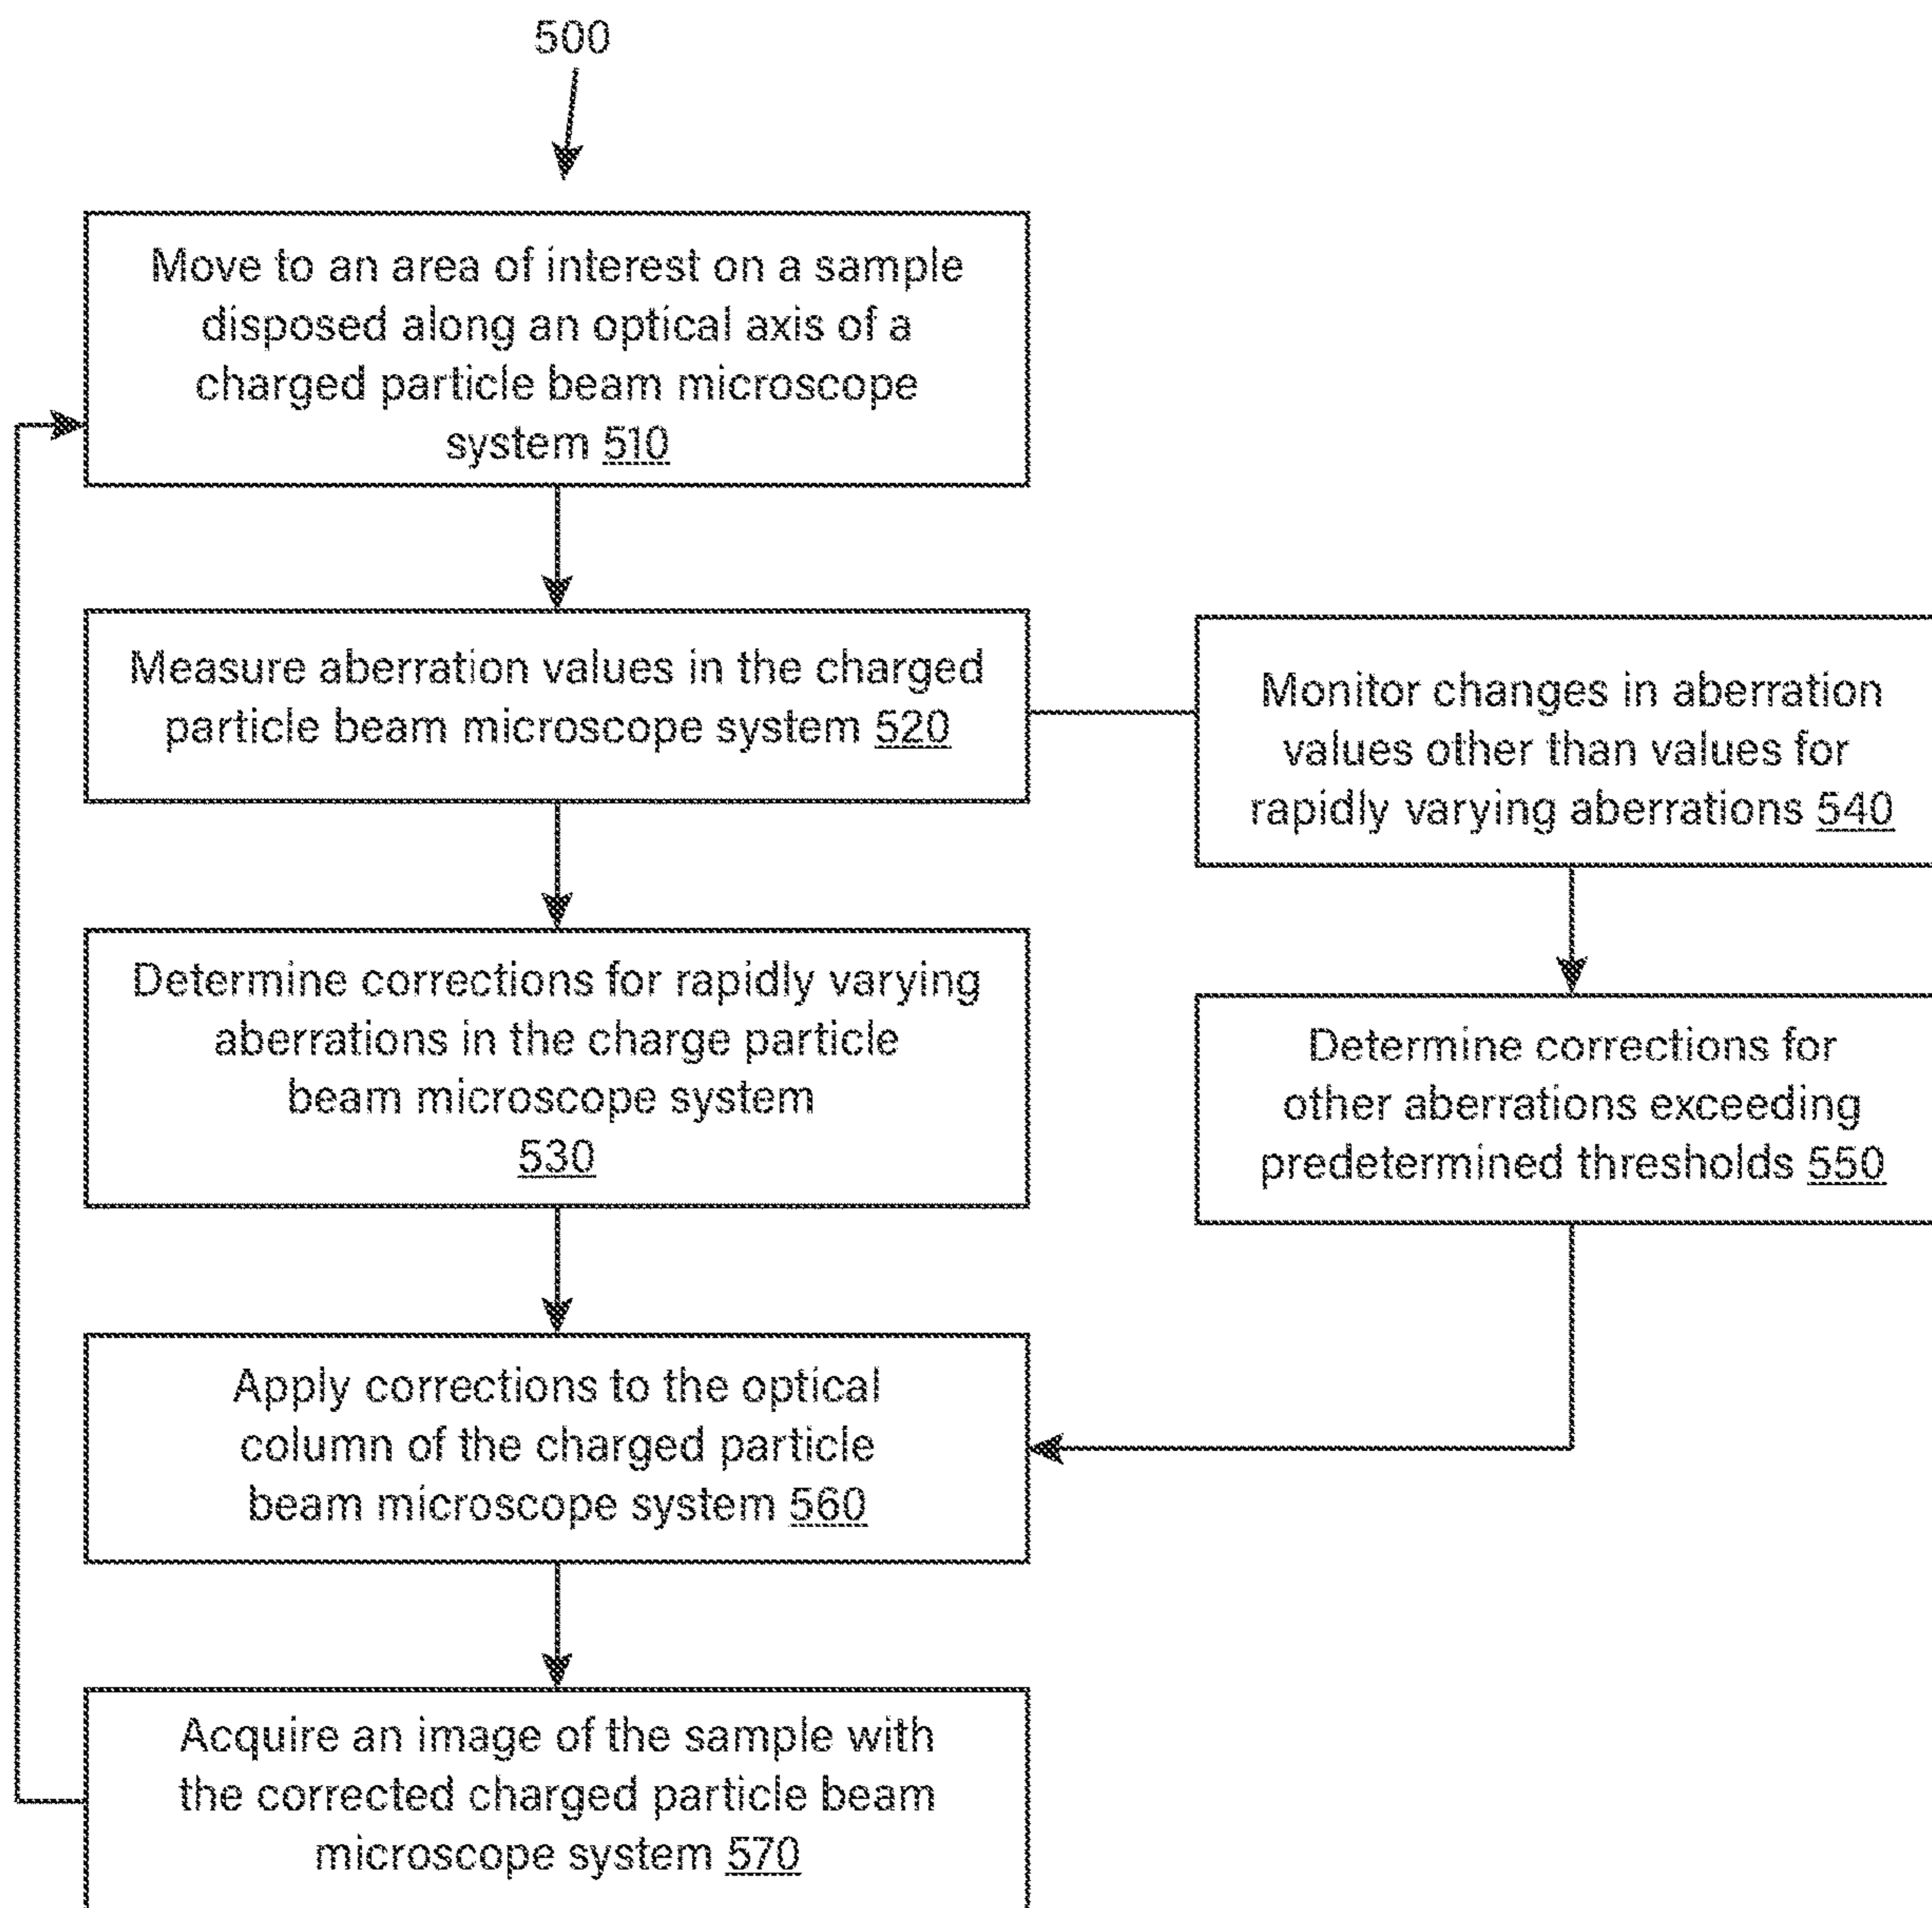 500
Move to an area of interest on a sample
disposed along an optical axis of a
charged particle beam microscope
system 510
Measure aberration values in the charged
particle beam microscope system 520
Monitor changes in aberration
values other than values for
rapidly varying aberrations 540
Determine corrections for rapidly varying
aberrations in the charge particle
beam microscope system
530
Determine corrections for
other aberrations exceeding
predetermined thresholds 550
Apply corrections to the optical
column of the charged particle
beam microscope system 560
Acquire an image of the sample with
the corrected charged particle beam
microscope system 570